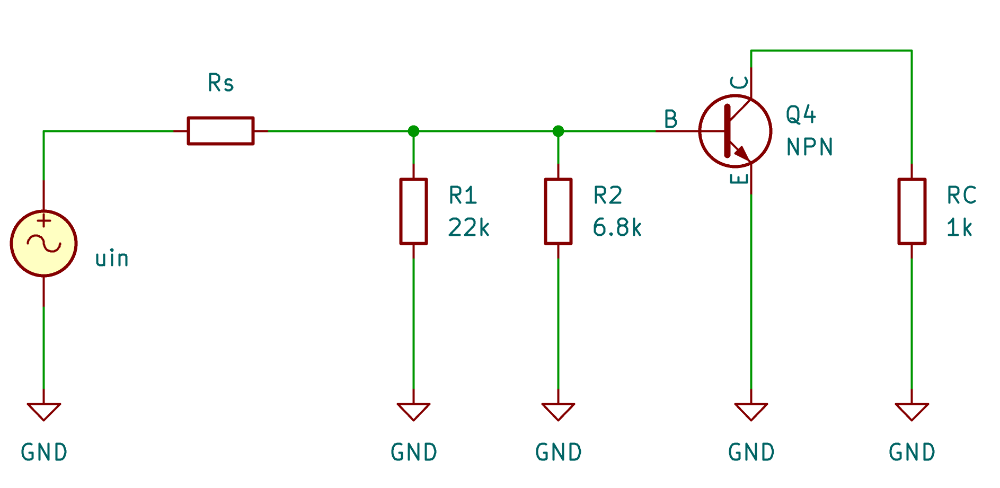 Rs
C
B
Q4
NPN
E
R1
22k
R2
6.8k
RC
1k
uin
GND
GND
GND
GND
GND